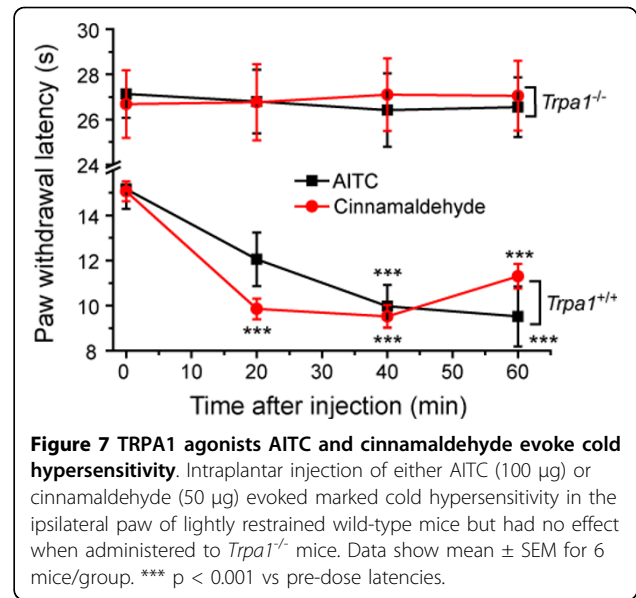 Paw withdrawal latency (s)
28
26
24
14
12
10
8
Trpa1-/-
AITC
Cinnamaldehyde
***
***
***
***
***
Trpa1+/+
0 10 20 30 40 50 60
Time after injection (min)
Figure 7 TRPA1 agonists AITC and cinnamaldehyde evoke cold
hypersensitivity. Intraplantar injection of either AITC (100 μg) or
cinnamaldehyde (50 μg) evoked marked cold hypersensitivity in the
ipsilateral paw of lightly restrained wild-type mice but had no effect
when administered to Trpa1-/- mice. Data show mean ± SEM for 6
mice/group. *** p < 0.001 vs pre-dose latencies.